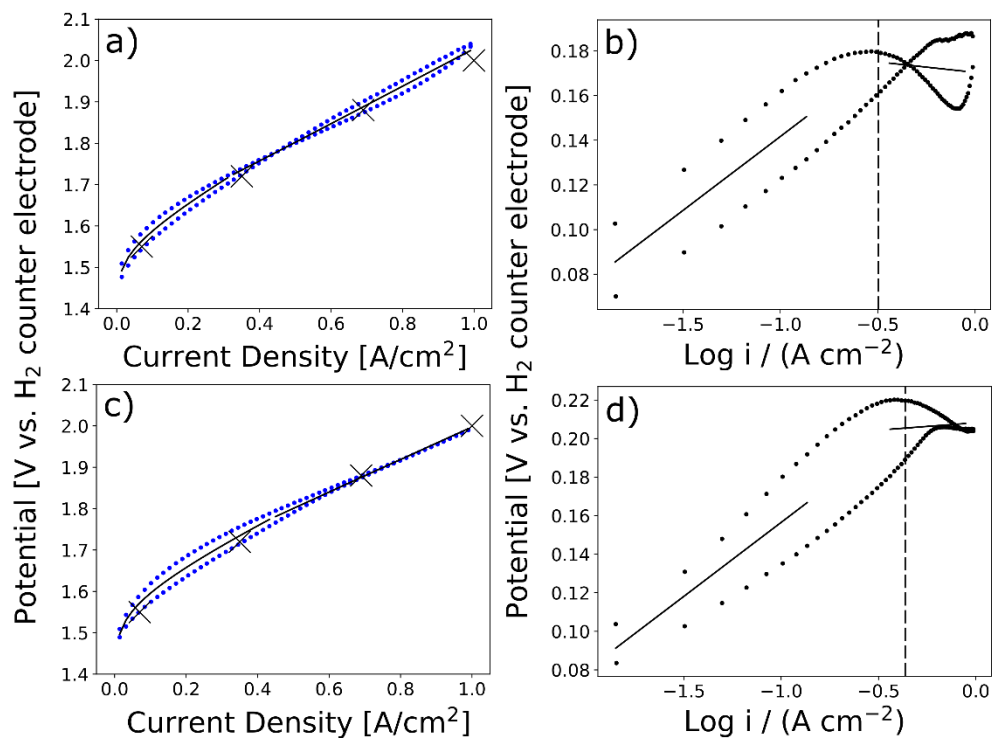 a)
2.1
2.0
1.9
1.8
1.7
1.6
1.5
1.4
0.0 0.2 0.4 0.6 0.8 1.0
Current Density [A/cm²]
b)
0.18
0.16
0.14
0.12
0.10
0.08
−1.5 −1.0 −0.5 0.0
Log i / (A cm⁻²)
Potential [V vs. H₂ counter electrode]
Potential [V vs. H₂ counter electrode]
c)
2.1
2.0
1.9
1.8
1.7
1.6
1.5
1.4
0.0 0.2 0.4 0.6 0.8 1.0
Current Density [A/cm²]
d)
0.22
0.20
0.18
0.16
0.14
0.12
0.10
0.08
−1.5 −1.0 −0.5 0.0
Log i / (A cm⁻²)